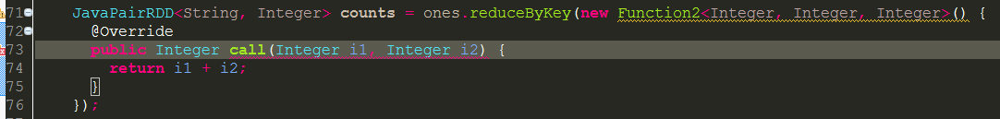 71 JavaPairRDD<String, Integer> counts = ones.reduceByKey(new Function2<Integer, Integer, Integer>() {
72 @Override
73 public Integer call(Integer i1, Integer i2) {
74 return i1 + i2;
75 }
76 });